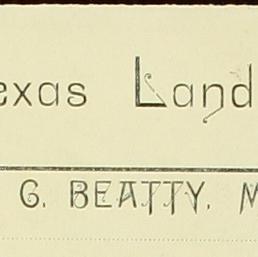 exas Land
G. BEATTY, M